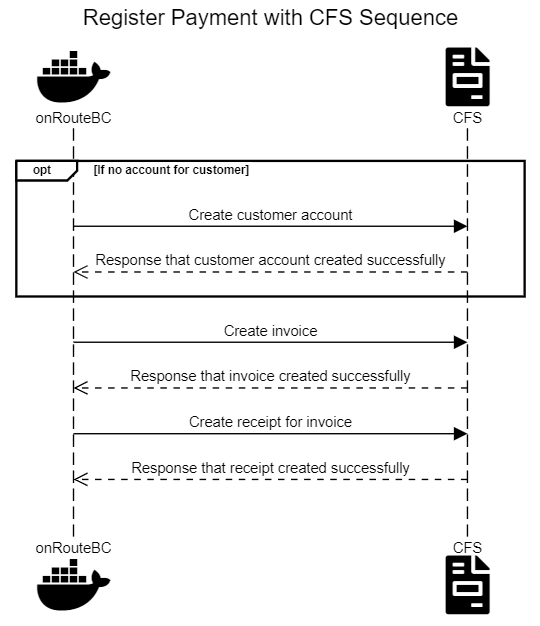 Register Payment with CFS Sequence
onRouteBC
CFS
opt
[If no account for customer]
Create customer account
Response that customer account created successfully
Create invoice
Response that invoice created successfully
Create receipt for invoice
Response that receipt created successfully
onRouteBC
CFS